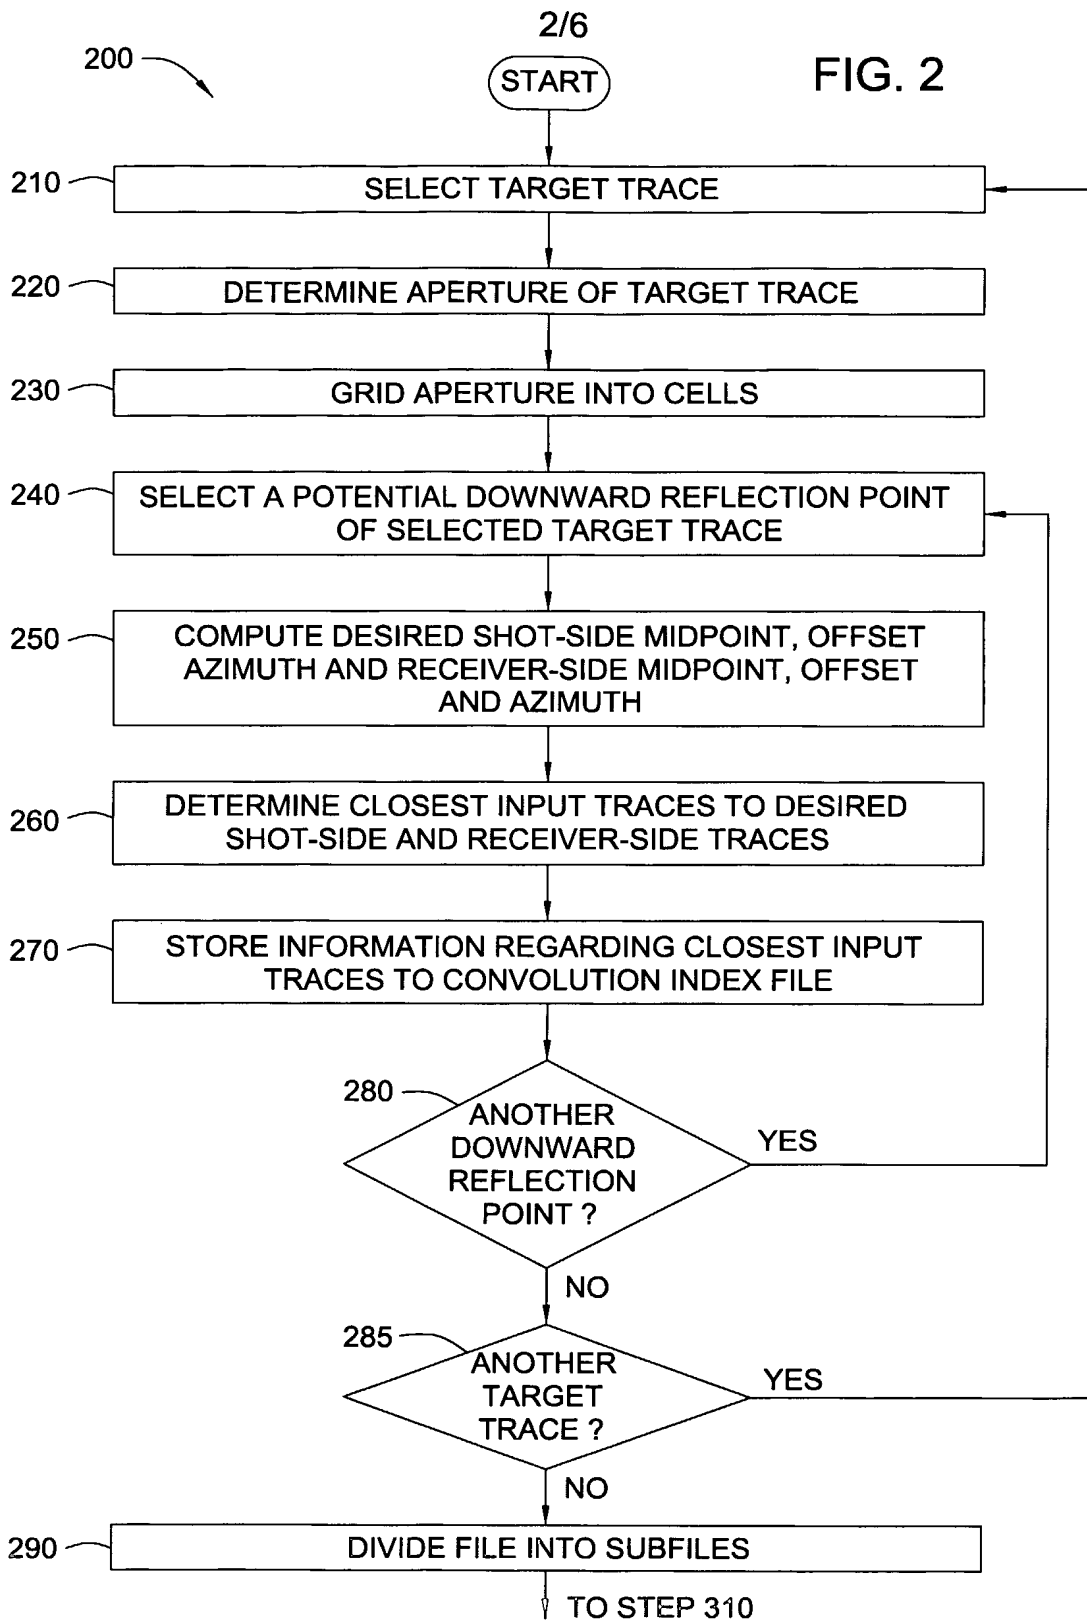 2/6
200
START
FIG. 2
210
SELECT TARGET TRACE
220
DETERMINE APERTURE OF TARGET TRACE
230
GRID APERTURE INTO CELLS
240
SELECT A POTENTIAL DOWNWARD REFLECTION POINT
OF SELECTED TARGET TRACE
250
COMPUTE DESIRED SHOT-SIDE MIDPOINT, OFFSET
AZIMUTH AND RECEIVER-SIDE MIDPOINT, OFFSET
AND AZIMUTH
260
DETERMINE CLOSEST INPUT TRACES TO DESIRED
SHOT-SIDE AND RECEIVER-SIDE TRACES
270
STORE INFORMATION REGARDING CLOSEST INPUT
TRACES TO CONVOLUTION INDEX FILE
280
ANOTHER
DOWNWARD
REFLECTION
POINT ?
YES
NO
285
ANOTHER
TARGET
TRACE ?
YES
NO
290
DIVIDE FILE INTO SUBFILES
TO STEP 310